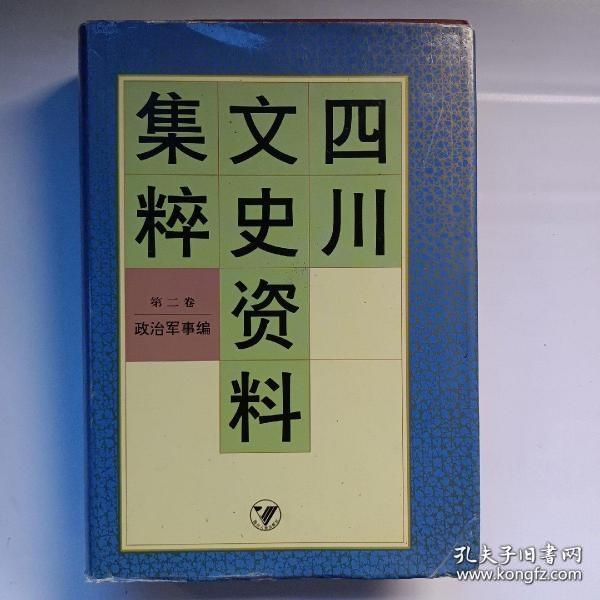 四川
文史资料
集粹
第二卷
政治军事编
孔夫子旧书网
www.kongfz.com